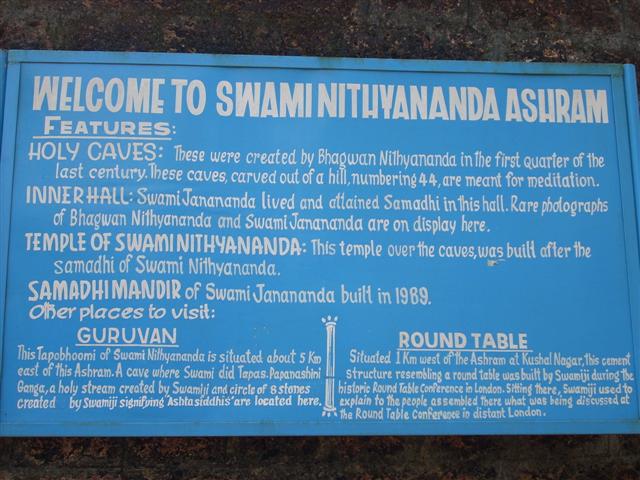 WELCOME TO SWAMI NITHYANANDA ASHRAM
FEATURES:
HOLY CAVES: These were created by Bhagwan Nithyananda in the first quarter of the
last century. These caves, carved out of a hill, numbering 44, are meant for meditation.
INNER HALL: Swami Janananda lived and attained Samadhi in this hall. Rare photographs
of Bhagwan Nithyananda and Swami Janananda are on display here.
TEMPLE OF SWAMI NITHYANANDA: This temple over the caves, was built after the
samadhi of Swami Nithyananda.
SAMADHI MANDIR of Swami Janananda built in 1989.
Other places to visit:
GURUVAN
This Tapobhoomi of Swami Nithyananda is situated about 5 Km
east of this Ashram. A cave where Swami did Tapas. Papanashini
Ganga, a holy stream created by Swamiji and circle of 8 stones
created by Swamiji signifying "Ashta siddhis" are located here.
ROUND TABLE
Situated 1 Km west of the Ashram at Kushal Nagar, this cement
structure resembling a round table was built by Swamiji during the
historic Round Table Conference in London. Sitting there, Swamiji used to
explain to the people assembled there what was being discussed at
the Round Table Conference in distant London.